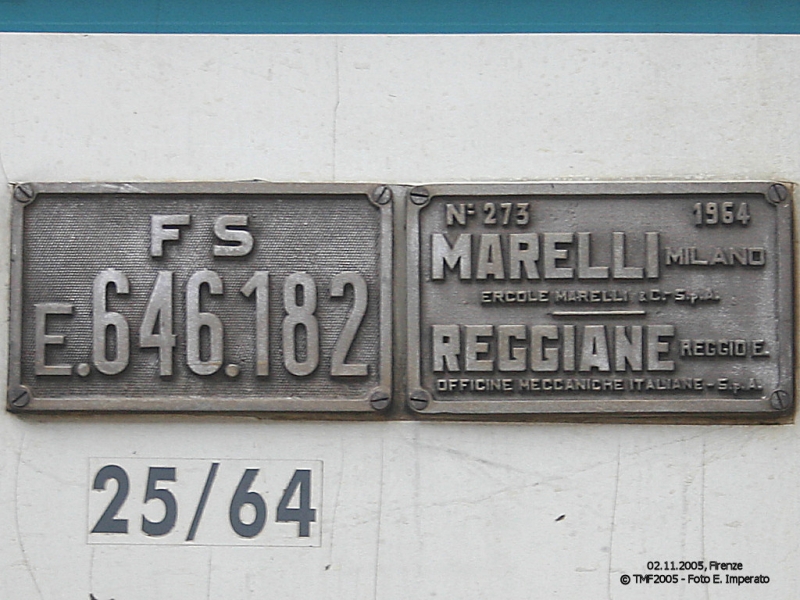 FS
E.646.182
Nº 273 1964
MARELLI MILANO
ERCOLE MARELLI & C. - S.p.A.
REGGIANE REGGIO E.
OFFICINE MECCANICHE ITALIANE - S.p.A.
25/64
02.11.2005, Firenze
© TMF2005 - Foto E. Imperato